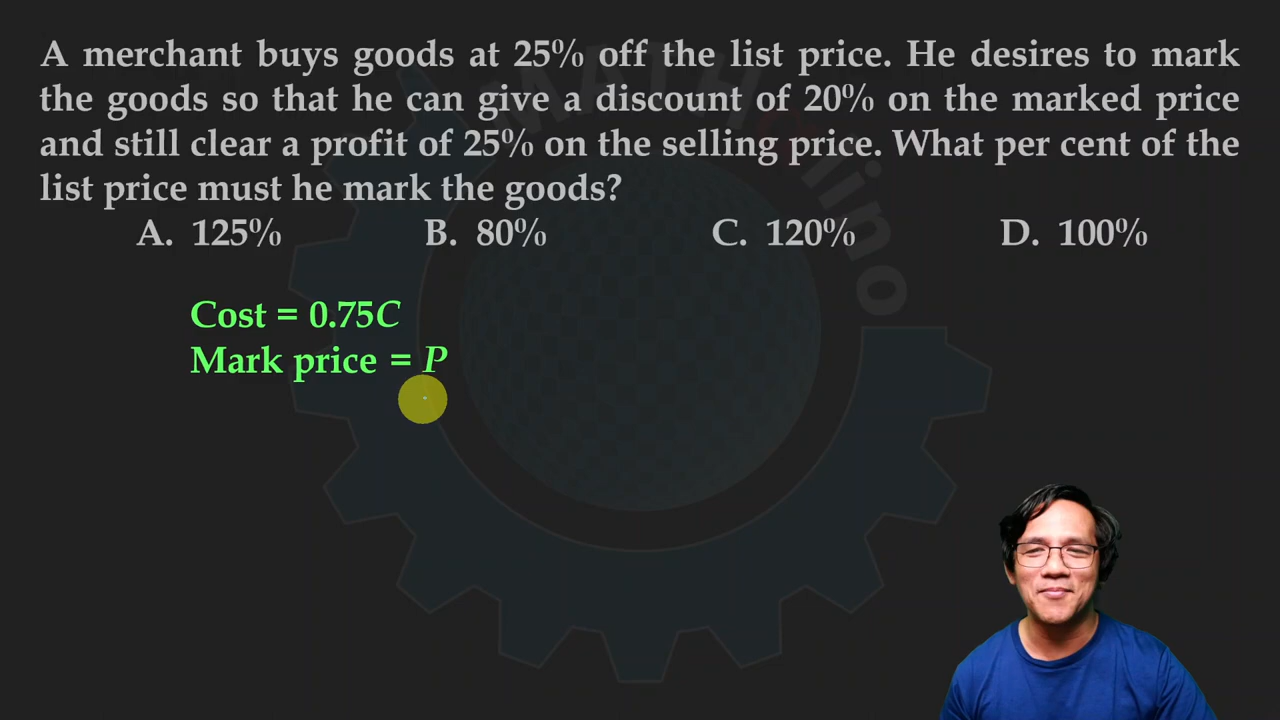 A merchant buys goods at 25% off the list price. He desires to mark
the goods so that he can give a discount of 20% on the marked price
and still clear a profit of 25% on the selling price. What per cent of the
list price must he mark the goods?
A. 125% B. 80% C. 120% D. 100%
Cost = 0.75C
Mark price = P
MATHalino